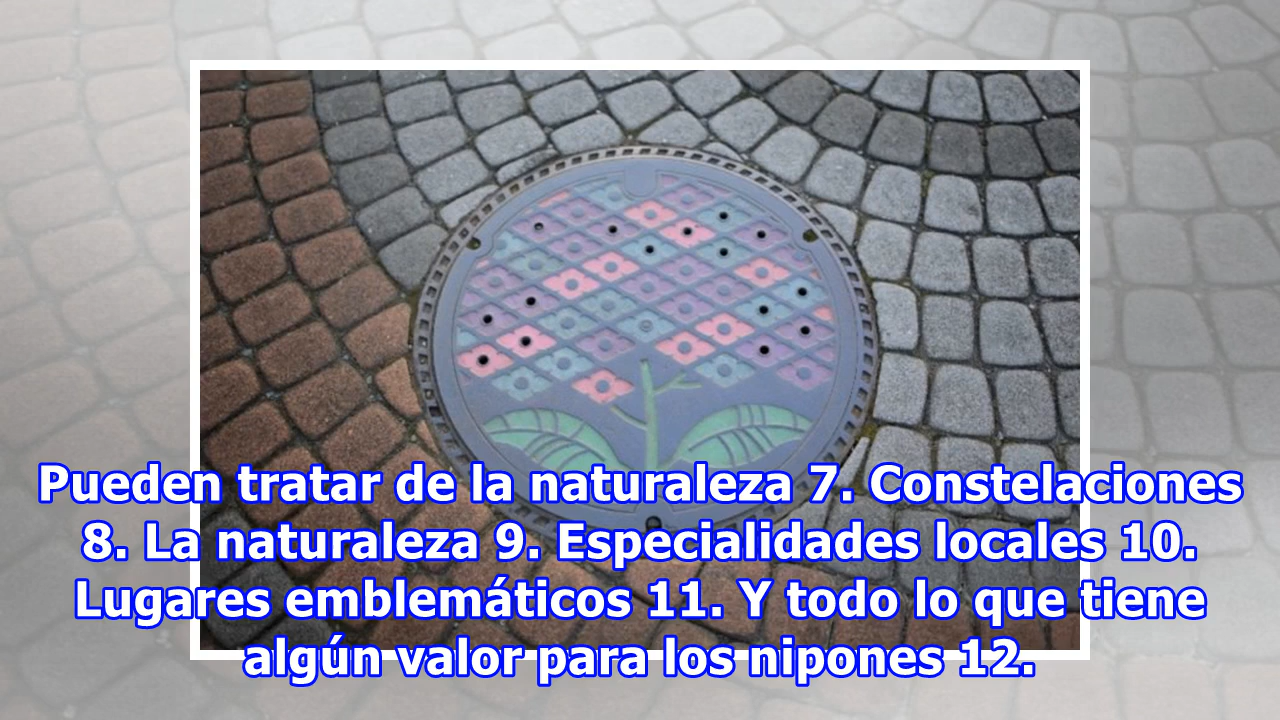 Pueden tratar de la naturaleza 7. Constelaciones
8. La naturaleza 9. Especialidades locales 10.
Lugares emblemáticos 11. Y todo lo que tiene
algún valor para los nipones 12.